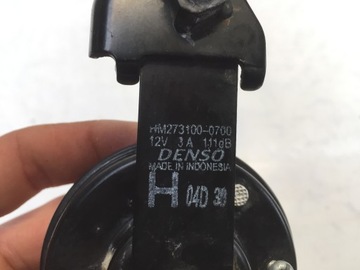 HM273100-0700
12V 3A 111dB
DENSO
MADE IN INDONESIA
H 04D 30